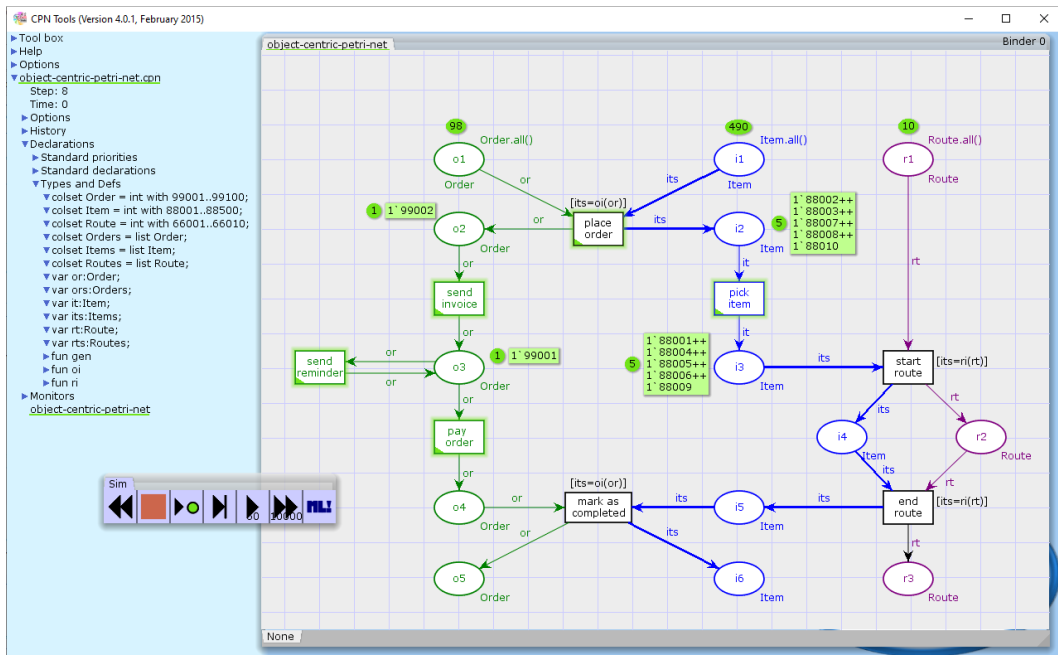 CPN Tools (Version 4.0.1, February 2015)
Tool box
Help
Options
object-centric-petri-net.cpn
Step: 8
Time: 0
Options
History
Declarations
Standard priorities
Standard declarations
Types and Defs
colset Order = int with 99001..99100;
colset Item = int with 88001..88500;
colset Route = int with 66001..66010;
colset Orders = list Order;
colset Items = list Item;
colset Routes = list Route;
var or:Order;
var ors:Orders;
var it:Item;
var its:Items;
var rt:Route;
var rts:Routes;
fun gen
fun oi
fun ri
Monitors
object-centric-petri-net
Sim
60
10000
ML!
object-centric-petri-net
Binder 0
98
Order.all()
o1
Order
or
490
Item.all()
i1
Item
its
10
Route.all()
r1
Route
rt
[its=oi(or)]
place
order
1
1`99002
o2
Order
or
its
i2
Item
5
1`88002++
1`88003++
1`88007++
1`88008++
1`88010
or
send
invoice
or
it
pick
item
it
send
reminder
or
or
o3
Order
1
1`99001
5
1`88001++
1`88004++
1`88005++
1`88006++
1`88009
i3
Item
its
start
route
[its=ri(rt)]
or
pay
order
or
its
rt
i4
Item
its
r2
Route
rt
o4
Order
or
[its=oi(or)]
mark as
completed
its
i5
Item
its
end
route
[its=ri(rt)]
or
its
rt
o5
Order
i6
Item
r3
Route
None